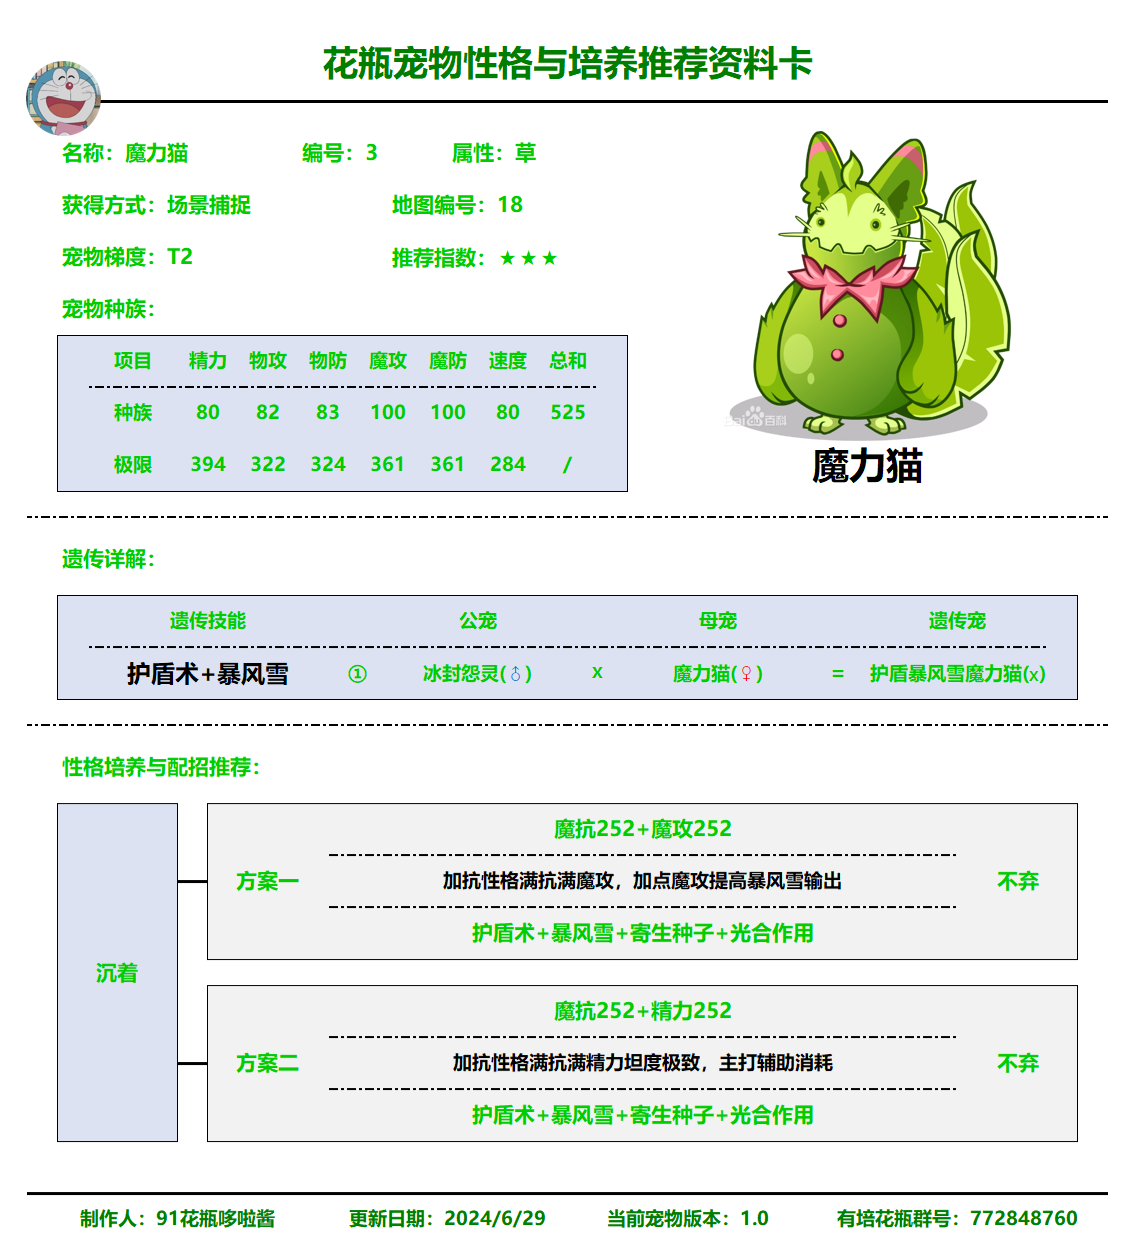 花瓶宠物性格与培养推荐资料卡
名称：魔力猫 编号：3 属性：草
获得方式：场景捕捉 地图编号：18
宠物梯度：T2 推荐指数：★★★
宠物种族：
项目 精力 物攻 物防 魔攻 魔防 速度 总和
种族 80 82 83 100 100 80 525
极限 394 322 324 361 361 284 /
Bai du 百科
魔力猫
遗传详解：
遗传技能 公宠 母宠 遗传宠
护盾术+暴风雪 ① 冰封怨灵(♂) x 魔力猫(♀) = 护盾暴风雪魔力猫(x)
性格培养与配招推荐：
沉着
魔抗252+魔攻252
方案一 加抗性格满抗满魔攻，加点魔攻提高暴风雪输出 不弃
护盾术+暴风雪+寄生种子+光合作用
魔抗252+精力252
方案二 加抗性格满抗满精力坦度极致，主打辅助消耗 不弃
护盾术+暴风雪+寄生种子+光合作用
制作人：91花瓶哆啦酱 更新日期：2024/6/29 当前宠物版本：1.0 有培花瓶群号：772848760